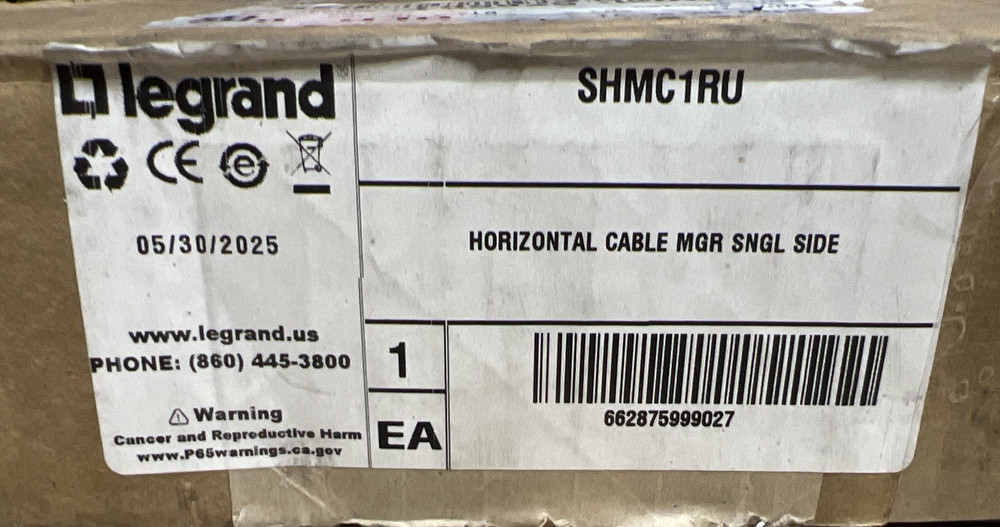 legrand
CE
e
05/30/2025
www.legrand.us
PHONE: (860) 445-3800
⚠ Warning
Cancer and Reproductive Harm
www.P65warnings.ca.gov
SHMC1RU
HORIZONTAL CABLE MGR SNGL SIDE
1
EA
662875999027